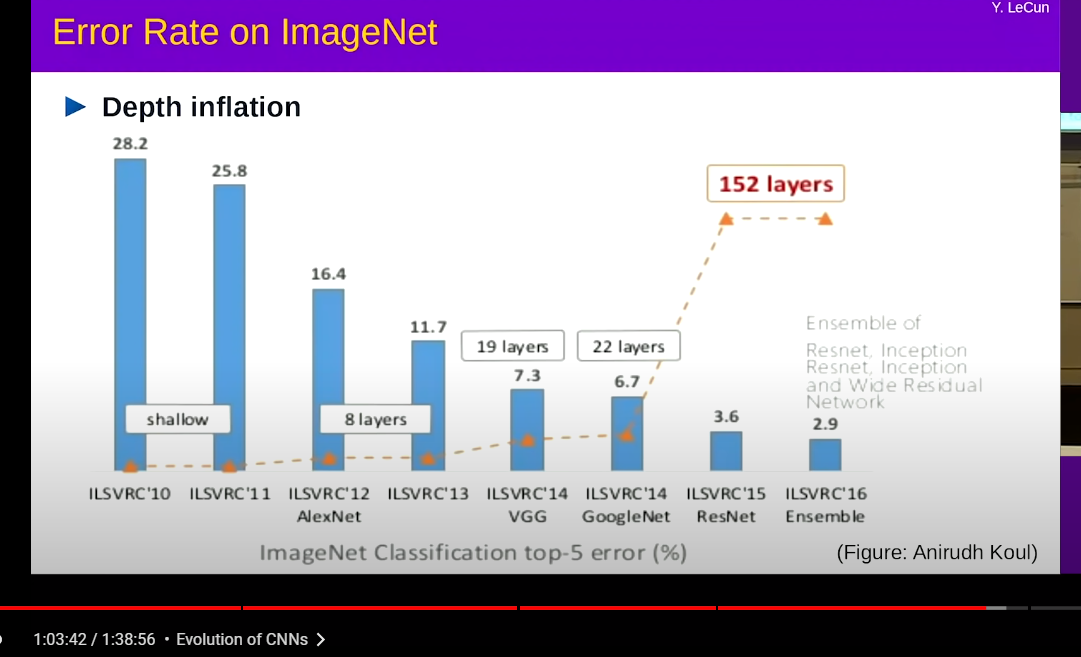 Y. LeCun
Error Rate on ImageNet
Depth inflation
28.2
25.8
16.4
11.7
7.3
6.7
3.6
2.9
152 layers
19 layers
22 layers
shallow
8 layers
Ensemble of
Resnet, Inception
Resnet, Inception
and Wide Residual
Network
ILSVRC'10 ILSVRC'11 ILSVRC'12 ILSVRC'13 ILSVRC'14 ILSVRC'14 ILSVRC'15 ILSVRC'16
AlexNet VGG GoogleNet ResNet Ensemble
ImageNet Classification top-5 error (%)
(Figure: Anirudh Koul)
1:03:42 / 1:38:56 • Evolution of CNNs